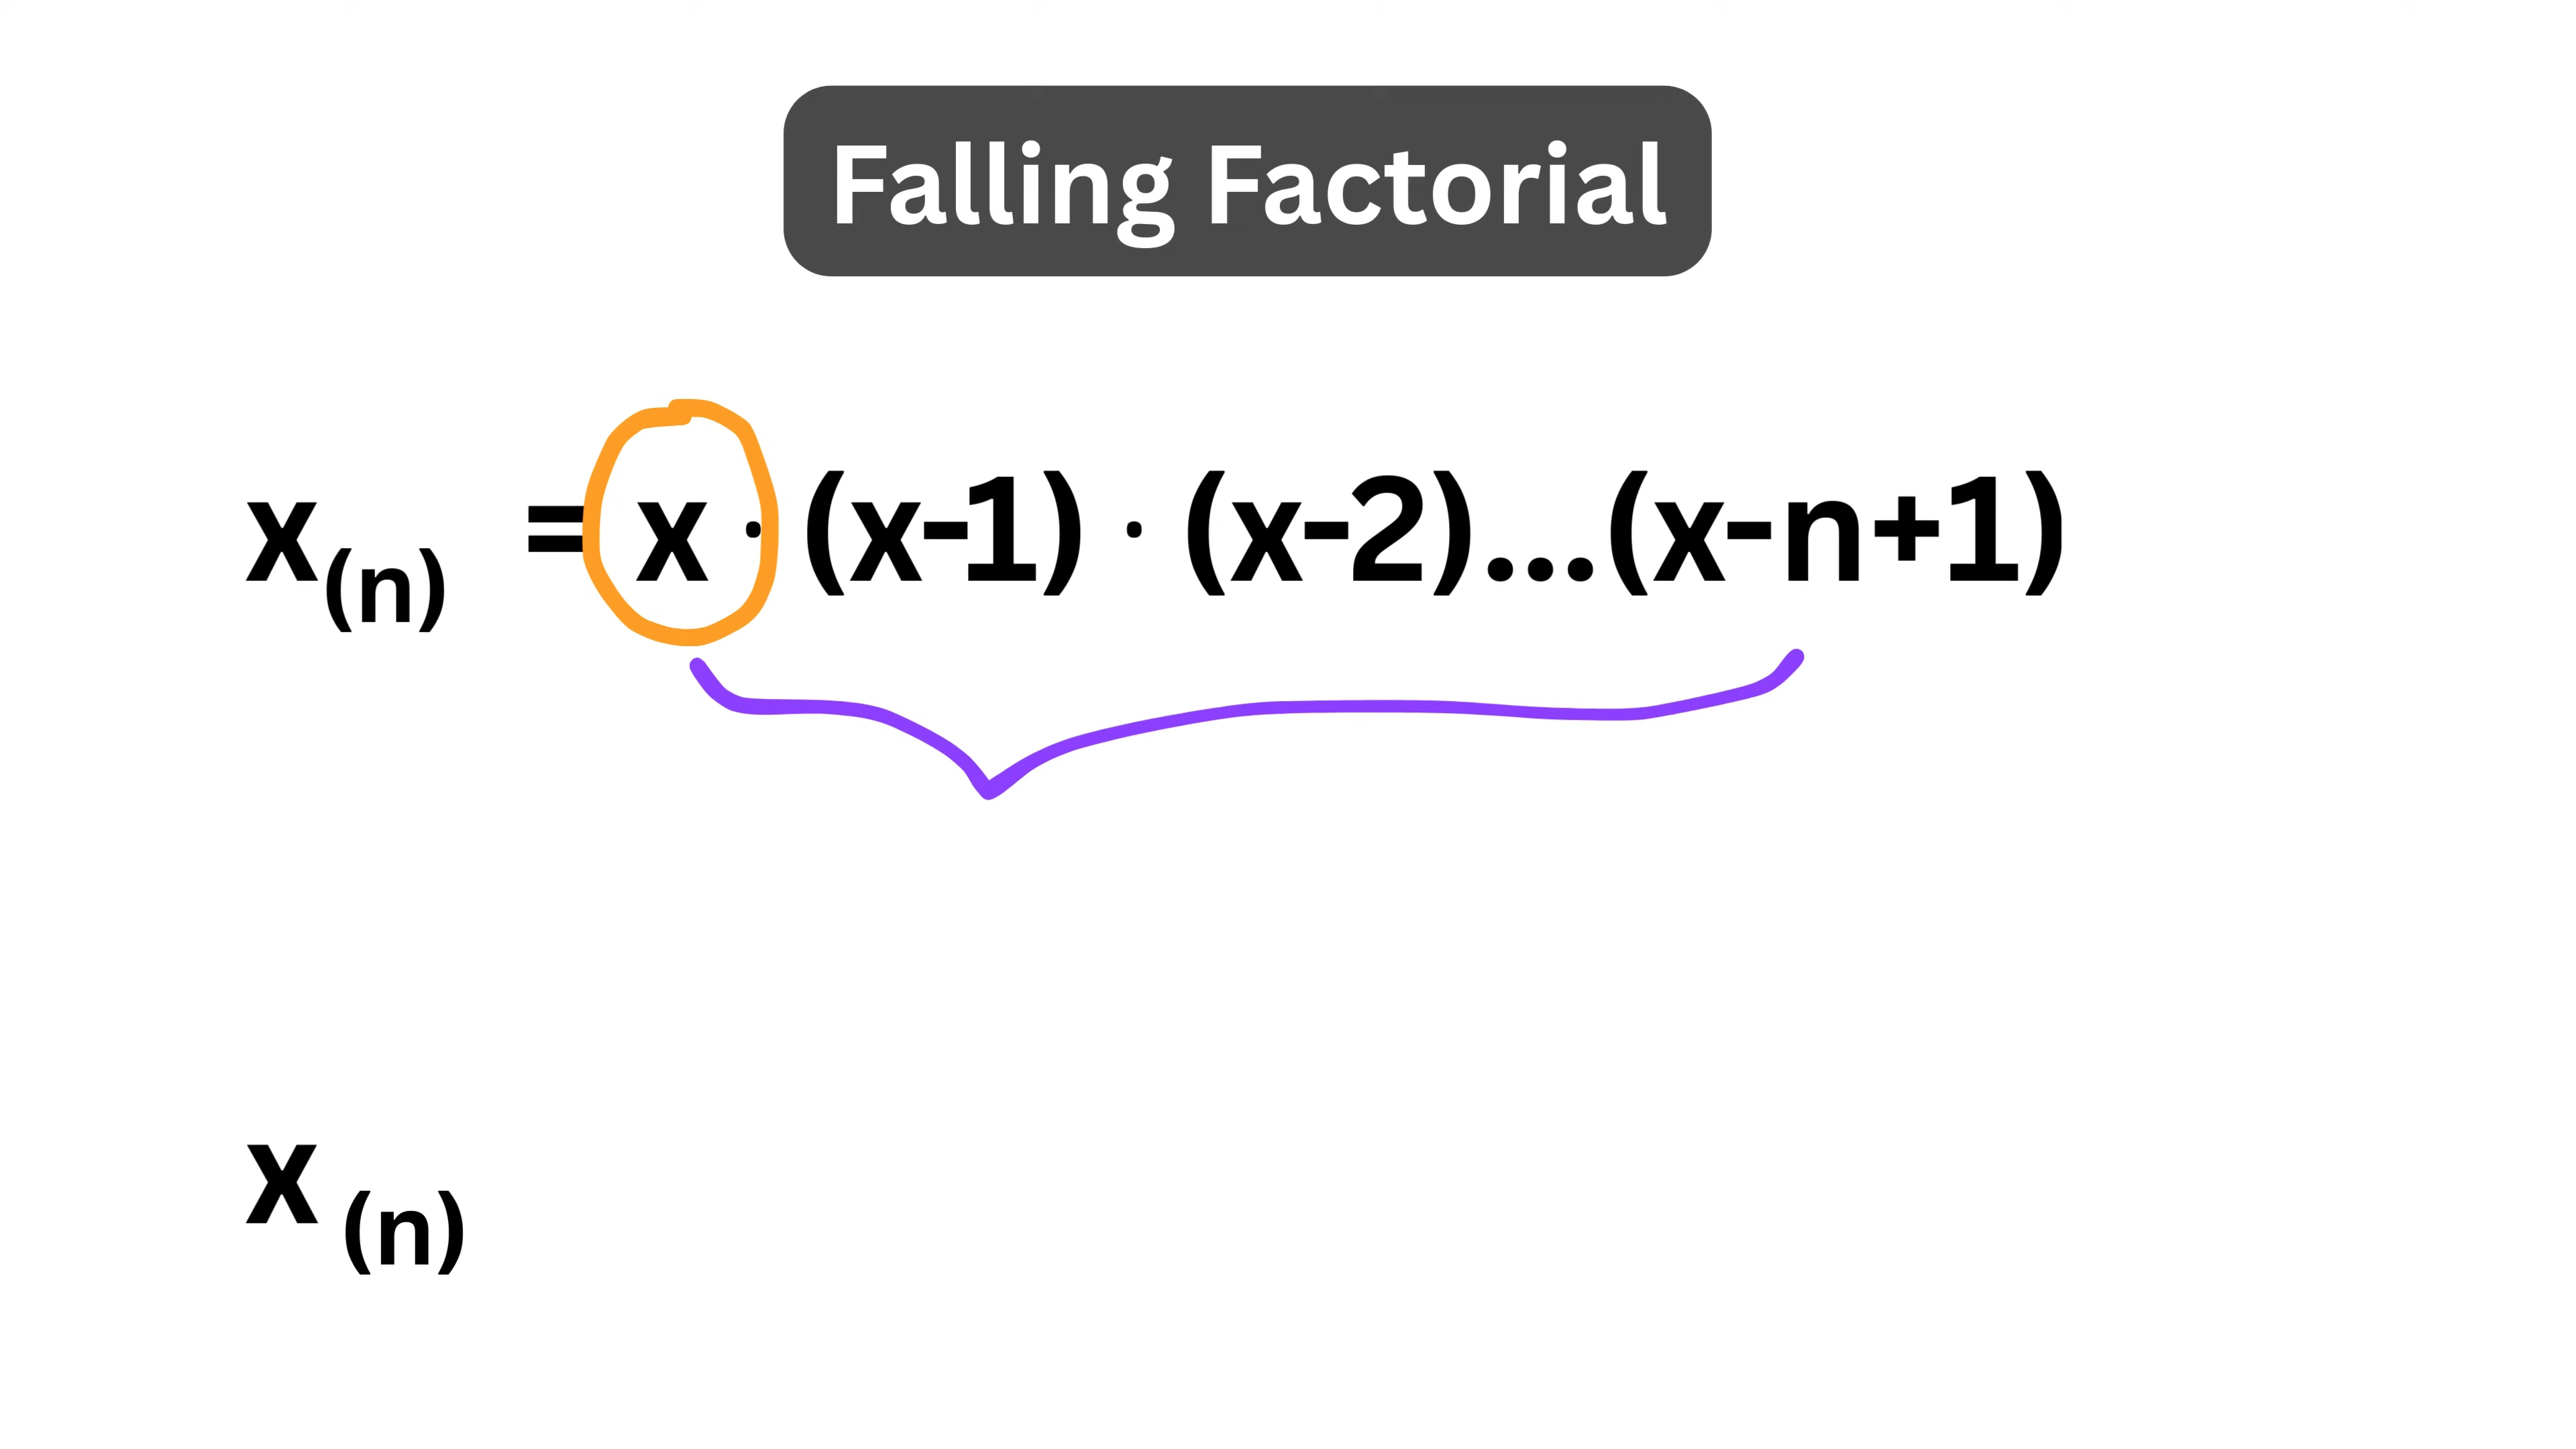 Falling Factorial
x(n) = x · (x-1) · (x-2)...(x-n+1)
x (n)